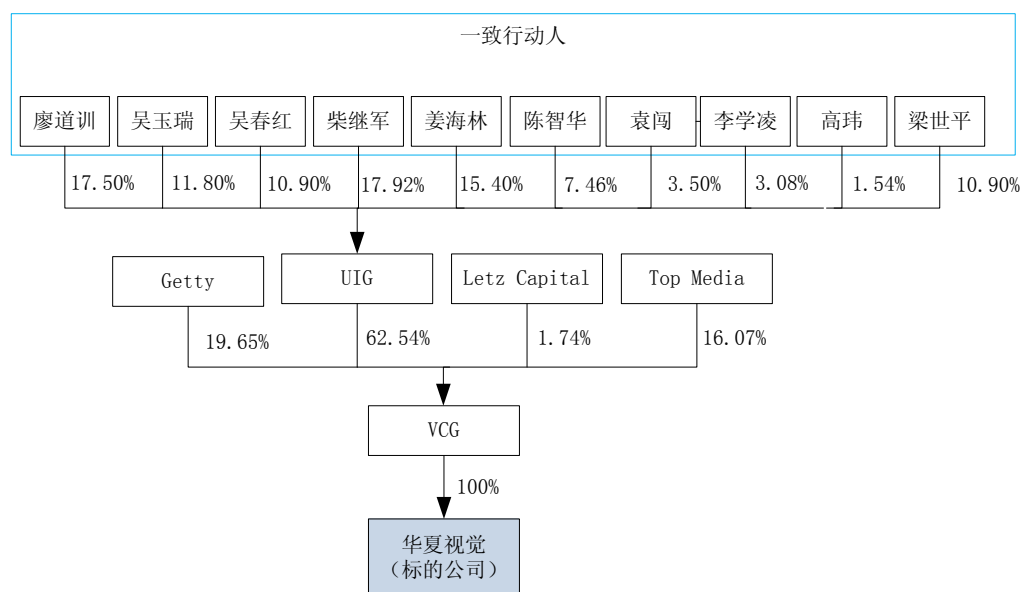 一致行动人
廖道训
吴玉瑞
吴春红
柴继军
姜海林
陈智华
袁闯
李学凌
高玮
梁世平
17.50%
11.80%
10.90%
17.92%
15.40%
7.46%
3.50%
3.08%
1.54%
10.90%
Getty
UIG
Letz Capital
Top Media
19.65%
62.54%
1.74%
16.07%
VCG
100%
华夏视觉
（标的公司）